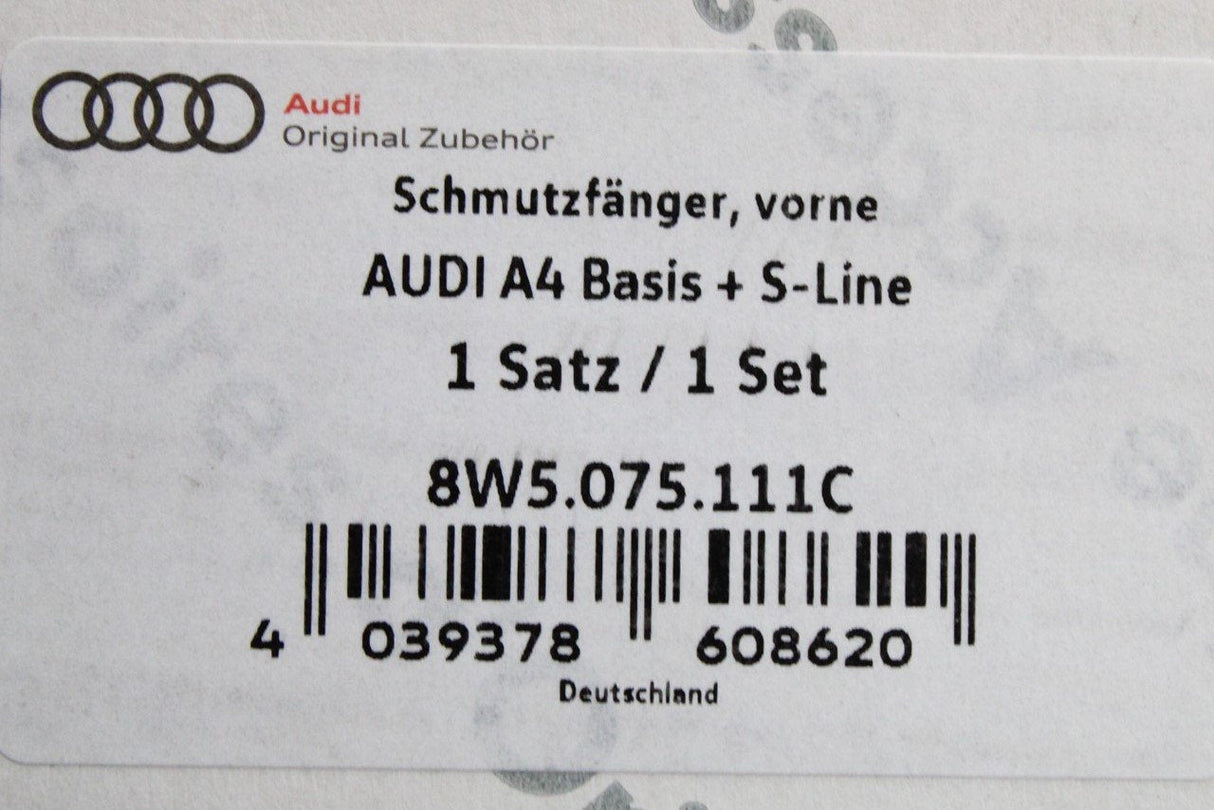 Audi
Original Zubehör
Schmutzfänger, vorne
AUDI A4 Basis + S-Line
1 Satz / 1 Set
8W5.075.111C
4 039378 608620
Deutschland